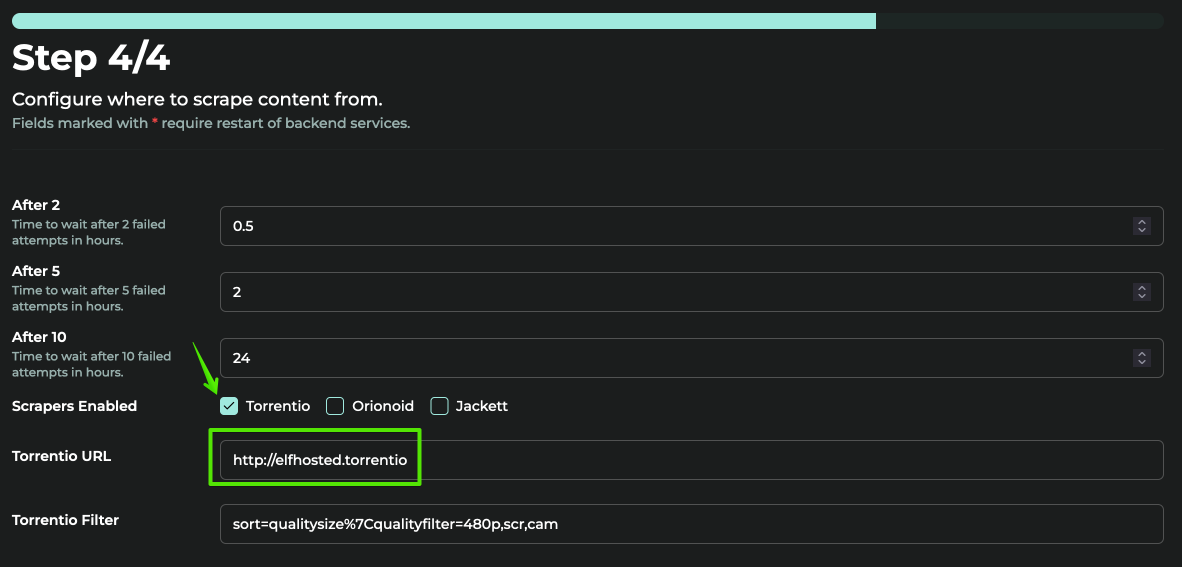 Step 4/4
Configure where to scrape content from.
Fields marked with * require restart of backend services.
After 2
Time to wait after 2 failed
attempts in hours.
0.5
After 5
Time to wait after 5 failed
attempts in hours.
2
After 10
Time to wait after 10 failed
attempts in hours.
24
Scrapers Enabled
Torrentio Orionoid Jackett
Torrentio URL
http://elfhosted.torrentio
Torrentio Filter
sort=qualitysize%7Cqualityfilter=480p,scr,cam